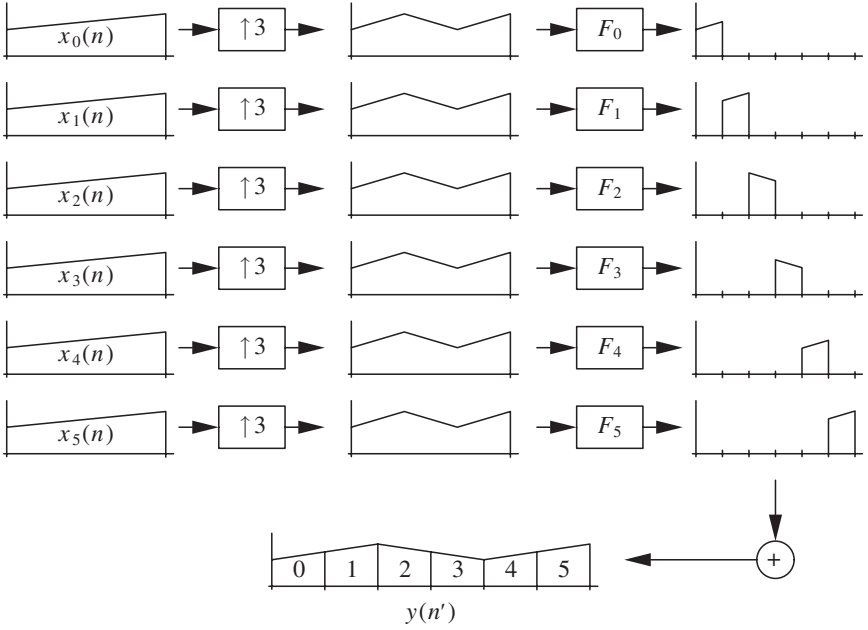 x₀(n) ↑3 F₀
x₁(n) ↑3 F₁
x₂(n) ↑3 F₂
x₃(n) ↑3 F₃
x₄(n) ↑3 F₄
x₅(n) ↑3 F₅
+
0 1 2 3 4 5
y(n′)